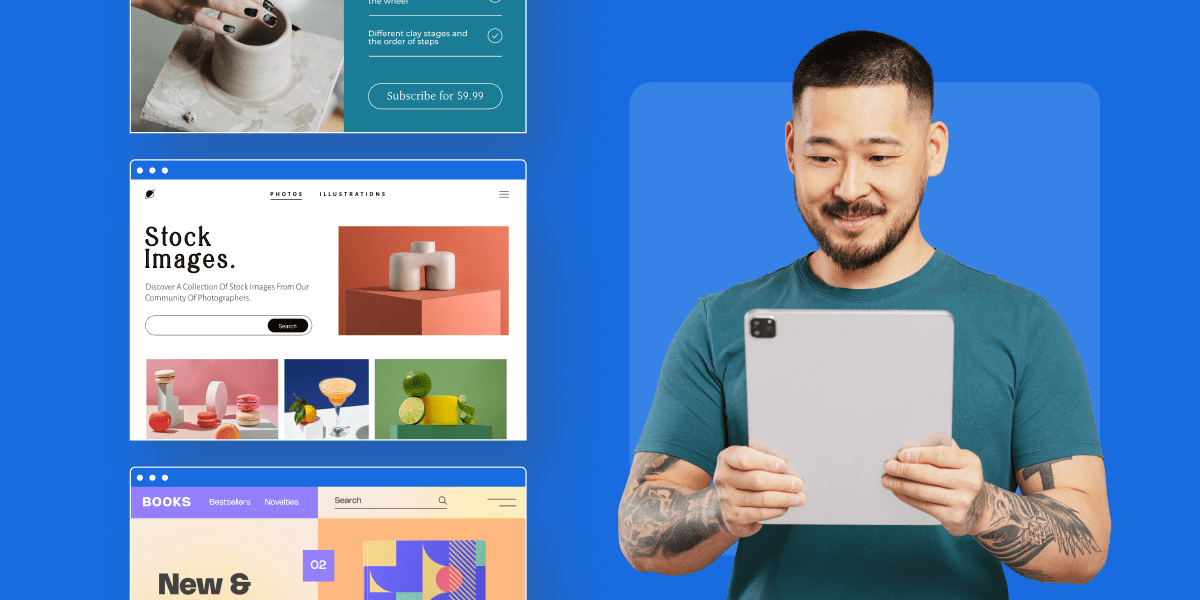 the wheel
Different clay stages and
the order of steps
Subscribe for $9.99
PHOTOS ILLUSTRATIONS
Stock
Images.
Discover A Collection Of Stock Images From Our
Community Of Photographers.
Search
BOOKS Bestsellers Novelties Search
02
New &